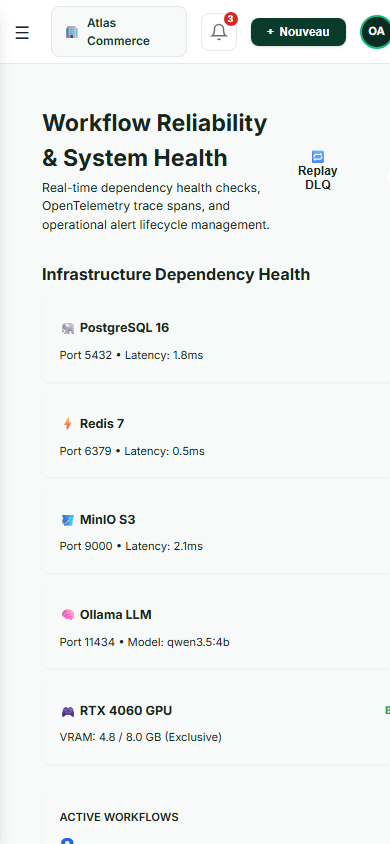 Atlas
Commerce
3
+ Nouveau
OA
Workflow Reliability
& System Health
Replay
DLQ
Real-time dependency health checks,
OpenTelemetry trace spans, and
operational alert lifecycle management.
Infrastructure Dependency Health
PostgreSQL 16
Port 5432 • Latency: 1.8ms
Redis 7
Port 6379 • Latency: 0.5ms
MinIO S3
Port 9000 • Latency: 2.1ms
Ollama LLM
Port 11434 • Model: qwen3.5:4b
RTX 4060 GPU
VRAM: 4.8 / 8.0 GB (Exclusive)
ACTIVE WORKFLOWS